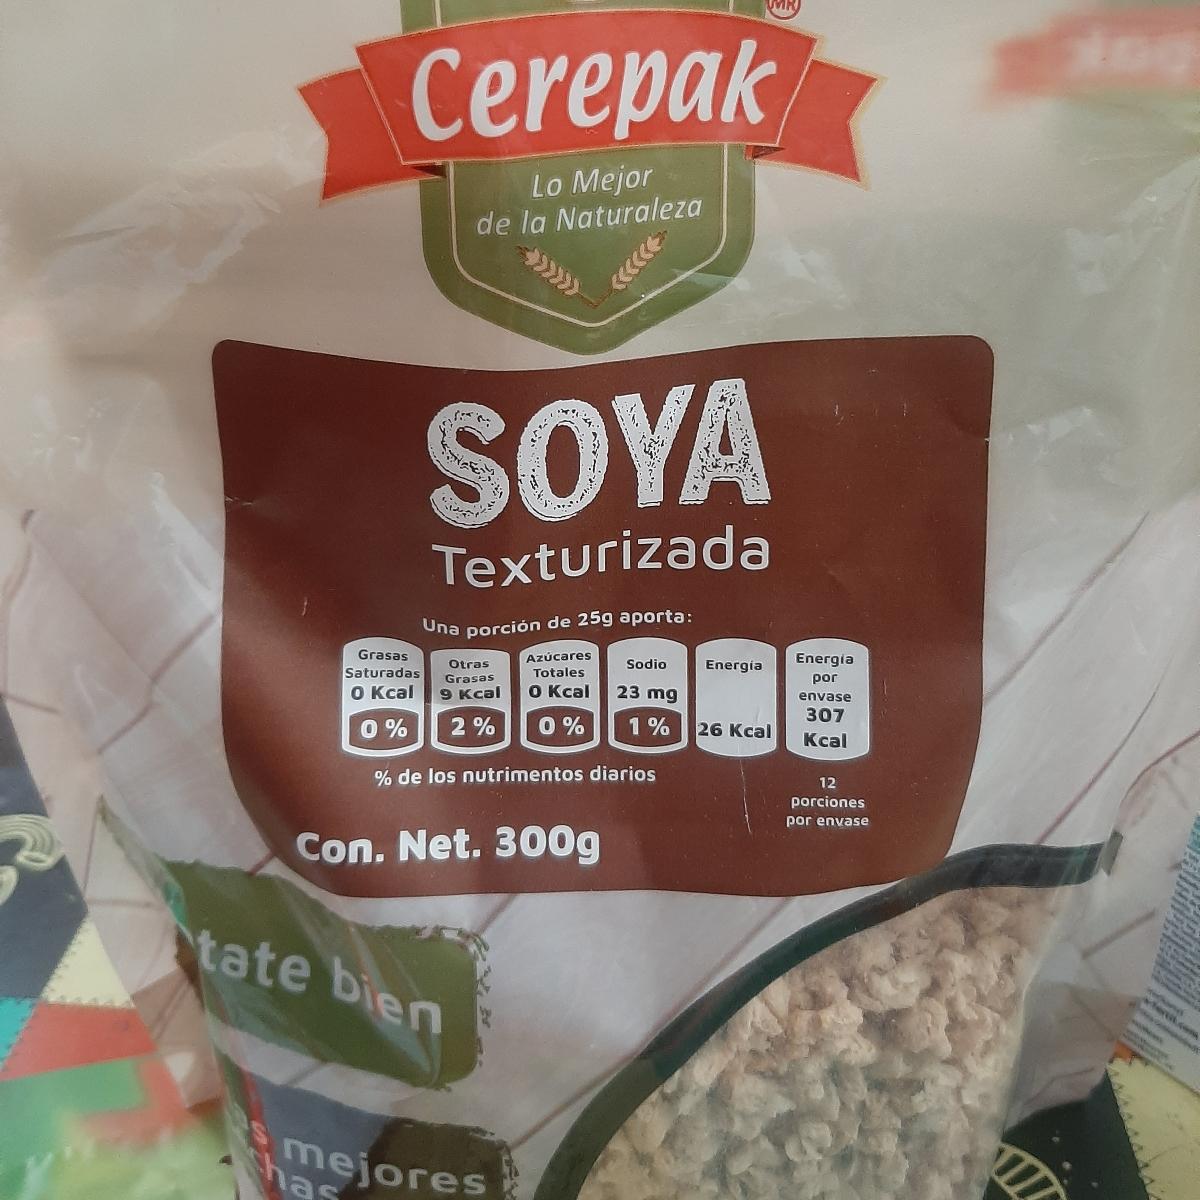 MR
Cerepak
Lo Mejor
de la Naturaleza
SOYA
Texturizada
Una porción de 25g aporta:
Grasas
Saturadas
0 Kcal
0 %
Otras
Grasas
9 Kcal
2 %
Azúcares
Totales
0 Kcal
0 %
Sodio
23 mg
1 %
Energía
26 Kcal
Energía
por
envase
307
Kcal
% de los nutrimentos diarios
12
porciones
por envase
Con. Net. 300g
tate bien
s mejores
chas